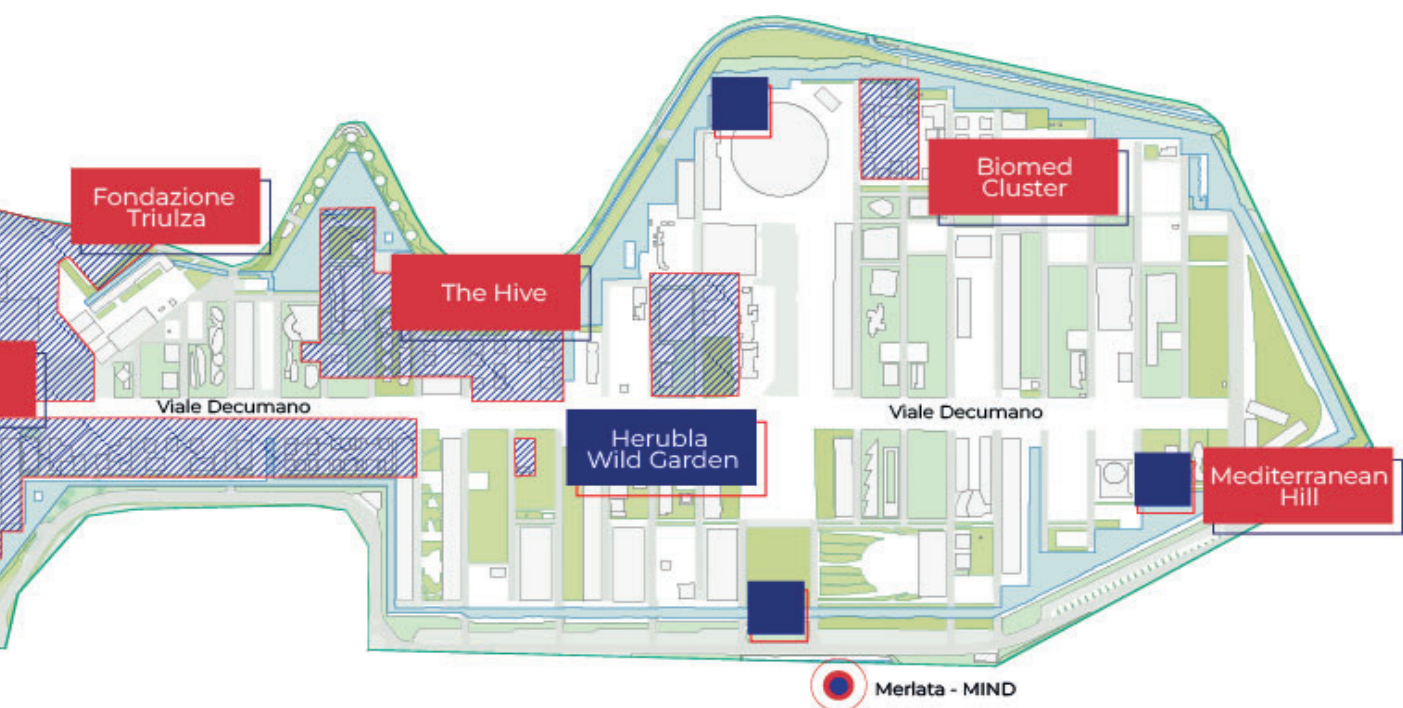 Fondazione
Triulza
Biomed
Cluster
The Hive
Viale Decumano
Viale Decumano
Herubla
Wild Garden
Mediterranean
Hill
Merlata - MIND